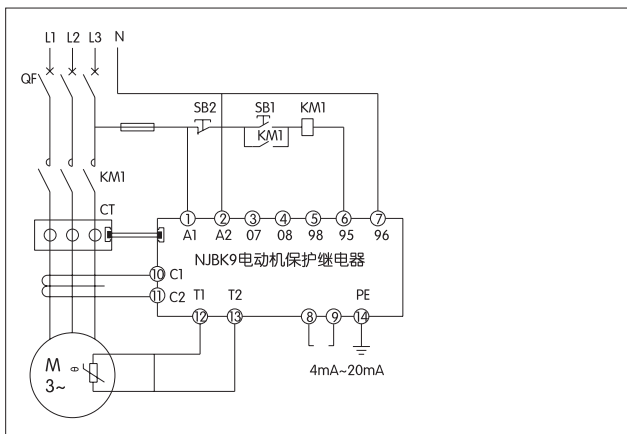 L1 L2 L3 N
QF
SB2 SB1 KM1
KM1
KM1
CT
1 2 3 4 5 6 7
A1 A2 07 08 98 95 96
NJBK9电动机保护继电器
10 C1
11 C2
T1 T2 PE
12 13 8 9 14
M
3~
4mA~20mA